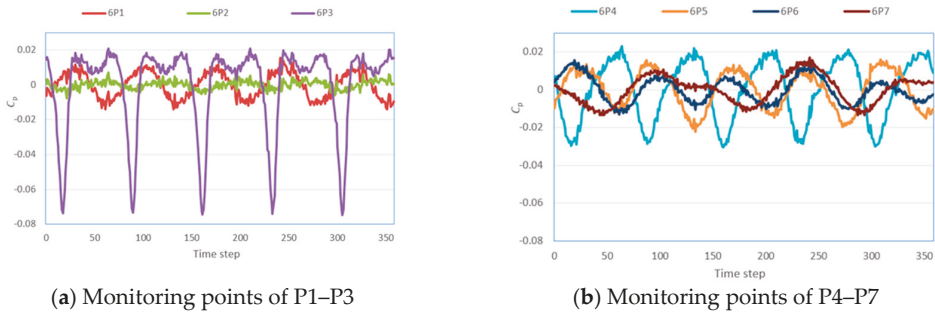 6P1 6P2 6P3
0.02
0
-0.02
-0.04
-0.06
-0.08
Cp
0 50 100 150 200 250 300 350
Time step
(a) Monitoring points of P1–P3
6P4 6P5 6P6 6P7
0.02
0
-0.02
-0.04
-0.06
-0.08
Cp
0 50 100 150 200 250 300 350
Time step
(b) Monitoring points of P4–P7